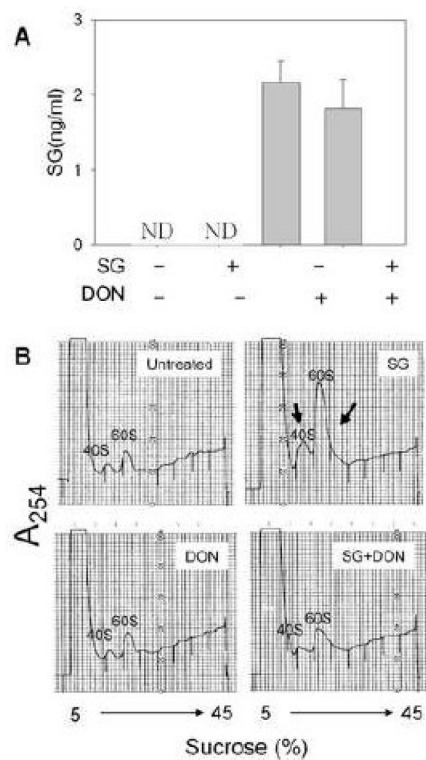 A
3
2
1
0
SG(ng/ml)
ND ND
SG − + − +
DON − − + +
B
Untreated
40S 60S
SG
40S 60S
DON
40S 60S
SG+DON
40S 60S
A254
5 45 5 45
Sucrose (%)